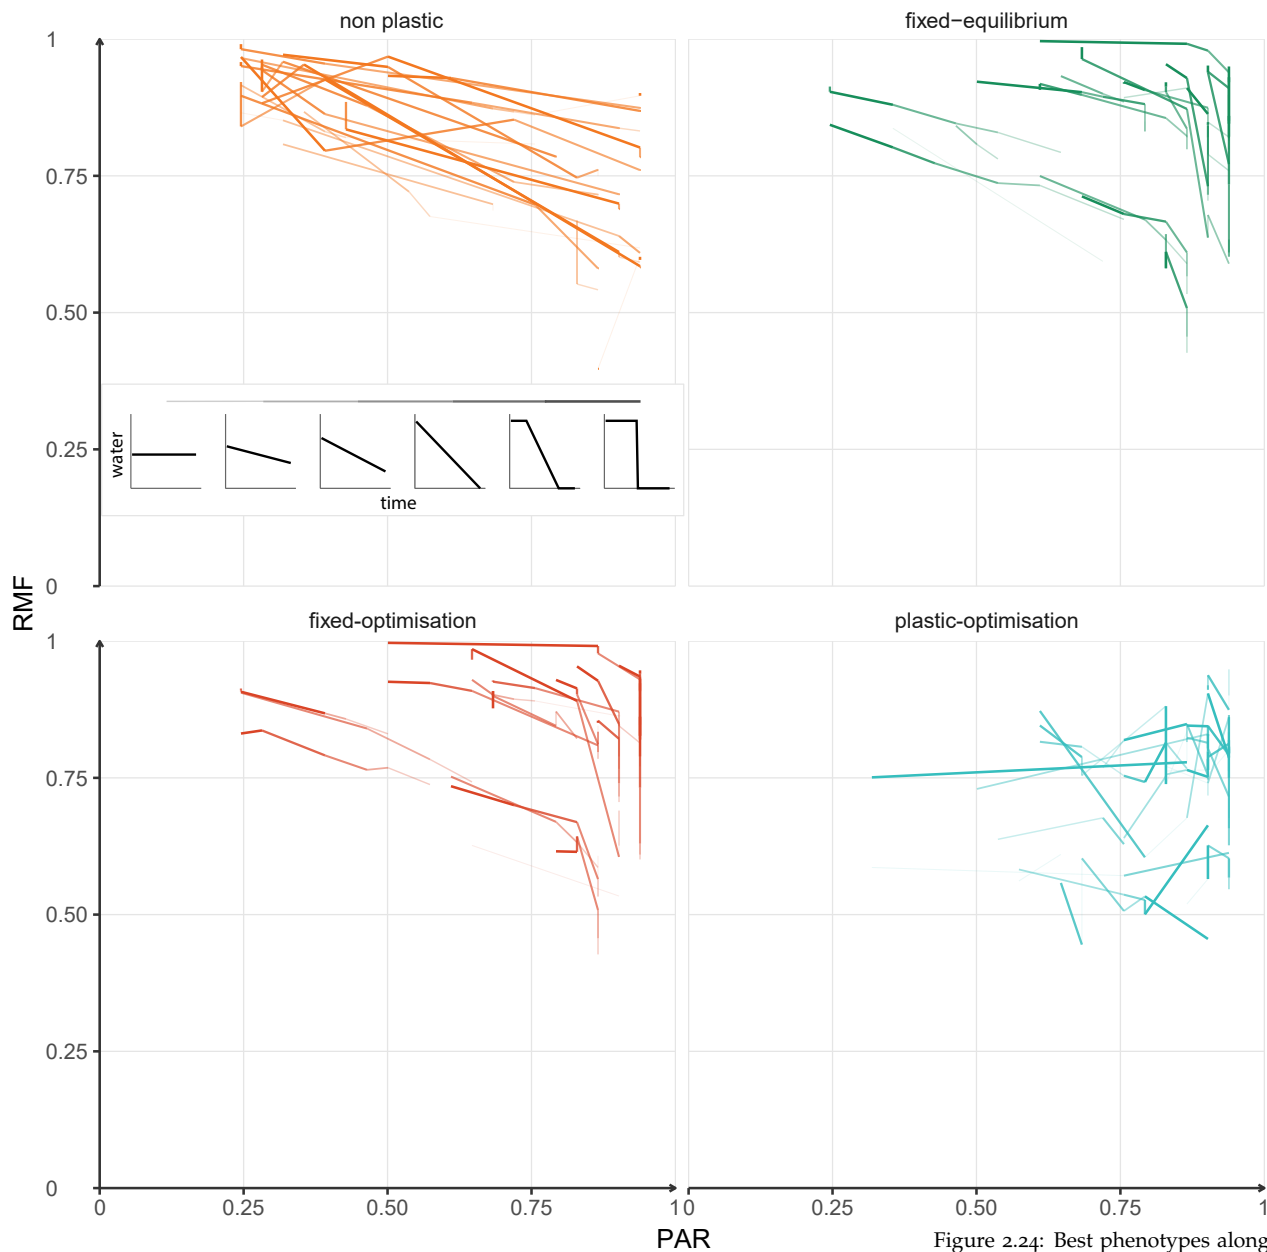 non plastic
fixed−equilibrium
1
0.75
0.50
0.25
0
water
time
RMF
fixed-optimisation
plastic-optimisation
1
0.75
0.50
0.25
0
0
0.25
0.50
0.75
1
0
0.25
0.50
0.75
1
PAR
Figure 2.24: Best phenotypes along